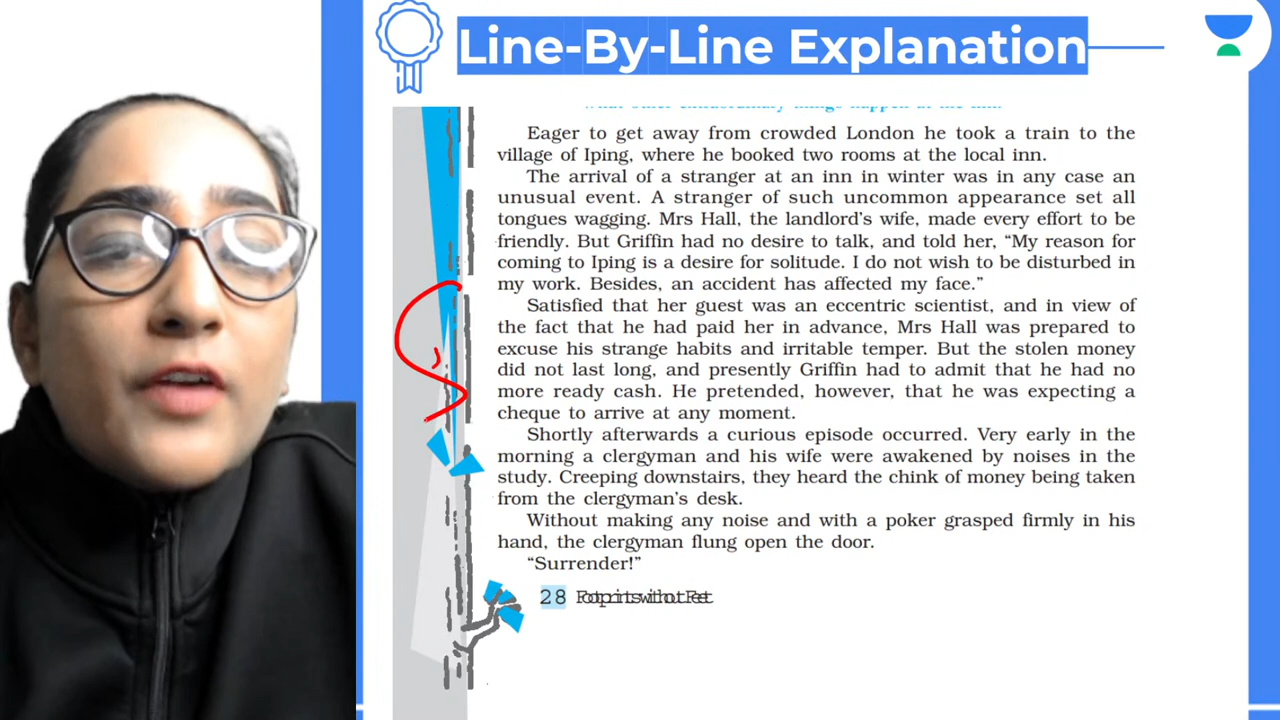 Line-By-Line Explanation
Eager to get away from crowded London he took a train to the
village of Iping, where he booked two rooms at the local inn.
The arrival of a stranger at an inn in winter was in any case an
unusual event. A stranger of such uncommon appearance set all
tongues wagging. Mrs Hall, the landlord's wife, made every effort to be
friendly. But Griffin had no desire to talk, and told her, “My reason for
coming to Iping is a desire for solitude. I do not wish to be disturbed in
my work. Besides, an accident has affected my face.”
Satisfied that her guest was an eccentric scientist, and in view of
the fact that he had paid her in advance, Mrs Hall was prepared to
excuse his strange habits and irritable temper. But the stolen money
did not last long, and presently Griffin had to admit that he had no
more ready cash. He pretended, however, that he was expecting a
cheque to arrive at any moment.
Shortly afterwards a curious episode occurred. Very early in the
morning a clergyman and his wife were awakened by noises in the
study. Creeping downstairs, they heard the chink of money being taken
from the clergyman's desk.
Without making any noise and with a poker grasped firmly in his
hand, the clergyman flung open the door.
“Surrender!”
28